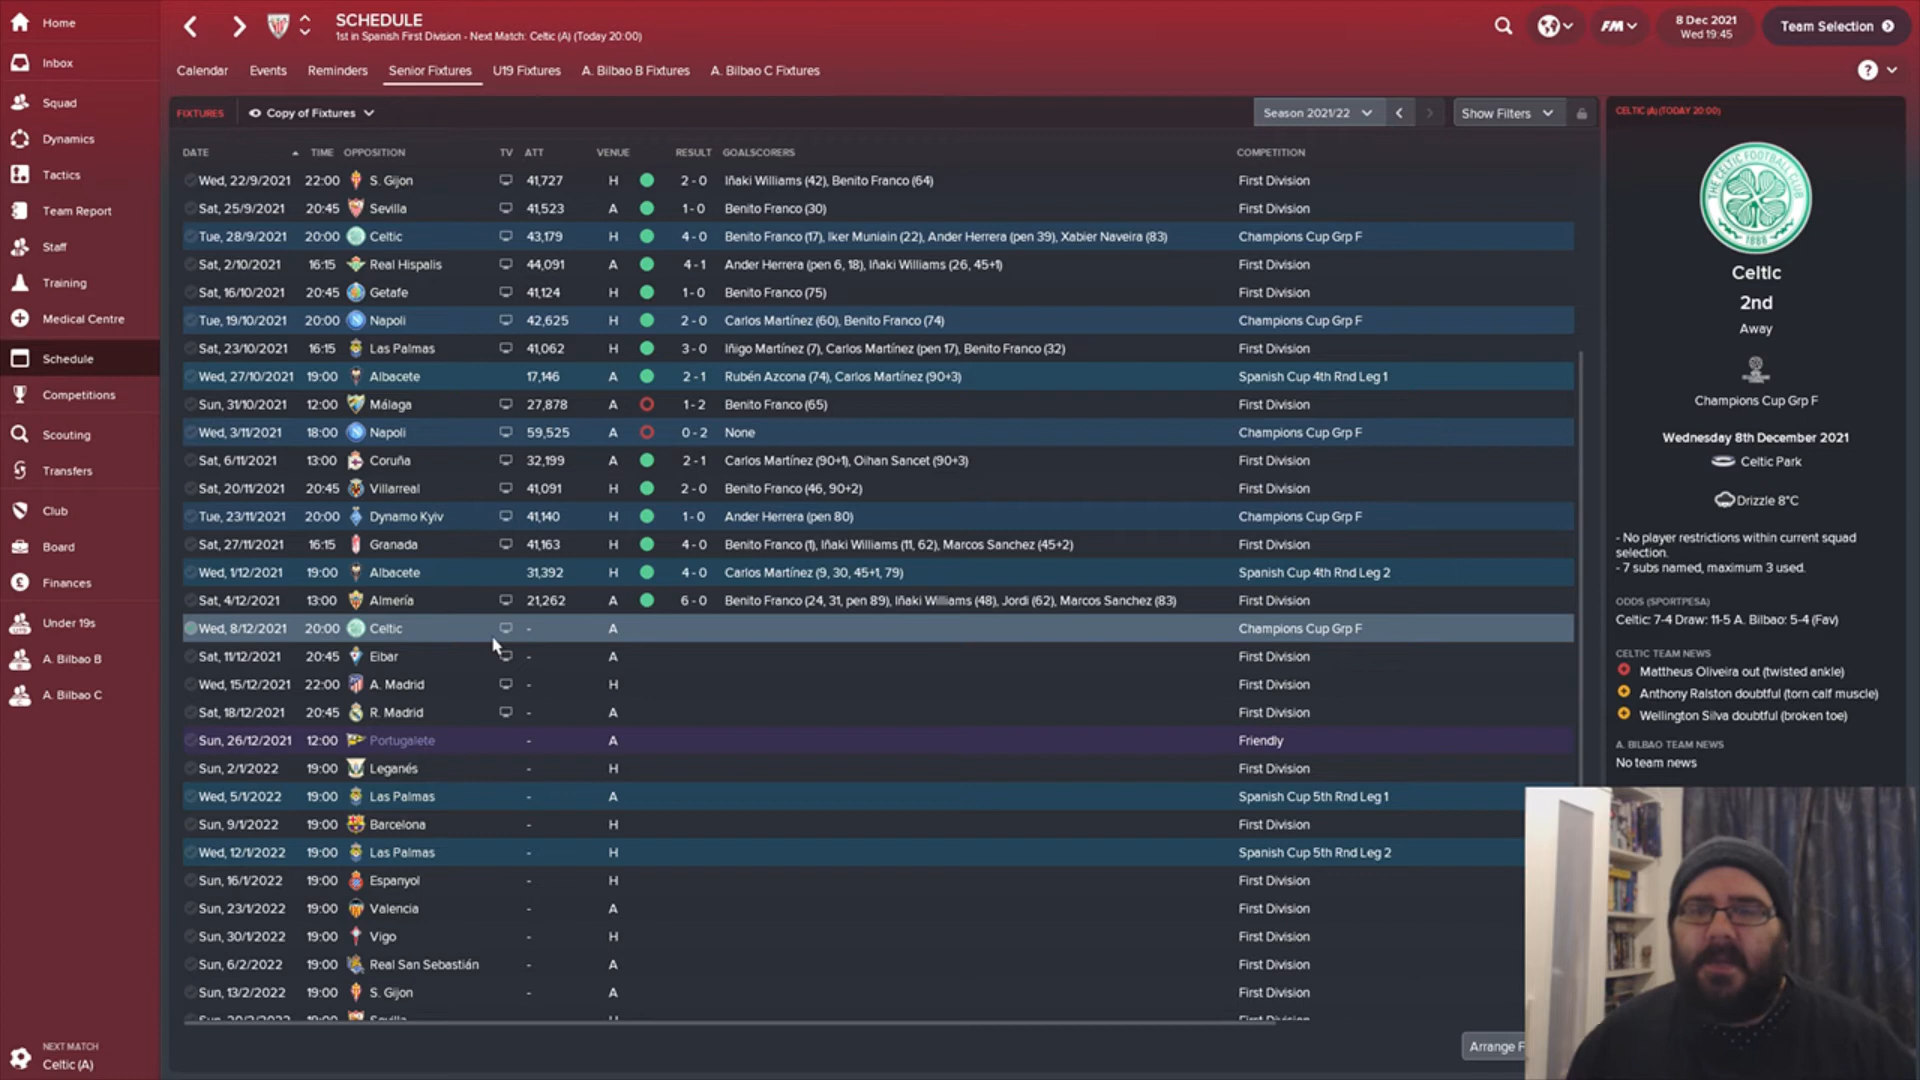 Home
Inbox
Squad
Dynamics
Tactics
Team Report
Staff
Training
Medical Centre
Schedule
Competitions
Scouting
Transfers
Club
Board
Finances
Under 19s
A. Bilbao B
A. Bilbao C
NEXT MATCH
Celtic (A)
SCHEDULE
1st in Spanish First Division - Next Match: Celtic (A) (Today 20:00)
FM
8 Dec 2021
Wed 19:45
Team Selection
Calendar Events Reminders Senior Fixtures U19 Fixtures A. Bilbao B Fixtures A. Bilbao C Fixtures
?
FIXTURES Copy of Fixtures Season 2021/22 Show Filters
DATE TIME OPPOSITION TV ATT VENUE RESULT GOALSCORERS COMPETITION
Wed, 22/9/2021 22:00 S. Gijon 41,727 H 2 - 0 Iñaki Williams (42), Benito Franco (64) First Division
Sat, 25/9/2021 20:45 Sevilla 41,523 A 1 - 0 Benito Franco (30) First Division
Tue, 28/9/2021 20:00 Celtic 43,179 H 4 - 0 Benito Franco (17), Iker Muniain (22), Ander Herrera (pen 39), Xabier Naveira (83) Champions Cup Grp F
Sat, 2/10/2021 16:15 Real Hispalis 44,091 A 4 - 1 Ander Herrera (pen 6, 18), Iñaki Williams (26, 45+1) First Division
Sat, 16/10/2021 20:45 Getafe 41,124 H 1 - 0 Benito Franco (75) First Division
Tue, 19/10/2021 20:00 Napoli 42,625 H 2 - 0 Carlos Martínez (60), Benito Franco (74) Champions Cup Grp F
Sat, 23/10/2021 16:15 Las Palmas 41,062 H 3 - 0 Iñigo Martínez (7), Carlos Martínez (pen 17), Benito Franco (32) First Division
Wed, 27/10/2021 19:00 Albacete 17,146 A 2 - 1 Rubén Azcona (74), Carlos Martínez (90+3) Spanish Cup 4th Rnd Leg 1
Sun, 31/10/2021 12:00 Málaga 27,878 A 1 - 2 Benito Franco (65) First Division
Wed, 3/11/2021 18:00 Napoli 59,525 A 0 - 2 None Champions Cup Grp F
Sat, 6/11/2021 13:00 Coruña 32,199 A 2 - 1 Carlos Martínez (90+1), Oihan Sancet (90+3) First Division
Sat, 20/11/2021 20:45 Villarreal 41,091 H 2 - 0 Benito Franco (46, 90+2) First Division
Tue, 23/11/2021 20:00 Dynamo Kyiv 41,140 H 1 - 0 Ander Herrera (pen 80) Champions Cup Grp F
Sat, 27/11/2021 16:15 Granada 41,163 H 4 - 0 Benito Franco (1), Iñaki Williams (11, 62), Marcos Sanchez (45+2) First Division
Wed, 1/12/2021 19:00 Albacete 31,392 H 4 - 0 Carlos Martínez (9, 30, 45+1, 79) Spanish Cup 4th Rnd Leg 2
Sat, 4/12/2021 13:00 Almería 21,262 A 6 - 0 Benito Franco (24, 31, pen 89), Iñaki Williams (48), Jordi (62), Marcos Sanchez (83) First Division
Wed, 8/12/2021 20:00 Celtic - A Champions Cup Grp F
Sat, 11/12/2021 20:45 Eibar - A First Division
Wed, 15/12/2021 22:00 A. Madrid - H First Division
Sat, 18/12/2021 20:45 R. Madrid - A First Division
Sun, 26/12/2021 12:00 Portugalete - A Friendly
Sun, 2/1/2022 19:00 Leganés - H First Division
Wed, 5/1/2022 19:00 Las Palmas - A Spanish Cup 5th Rnd Leg 1
Sun, 9/1/2022 19:00 Barcelona - H First Division
Wed, 12/1/2022 19:00 Las Palmas - H Spanish Cup 5th Rnd Leg 2
Sun, 16/1/2022 19:00 Espanyol - H First Division
Sun, 23/1/2022 19:00 Valencia - A First Division
Sun, 30/1/2022 19:00 Vigo - H First Division
Sun, 6/2/2022 19:00 Real San Sebastián - A First Division
Sun, 13/2/2022 19:00 S. Gijon - A First Division
Arrange F
CELTIC (A) (TODAY 20:00)
THE CELTIC FOOTBALL CLUB
1888
Celtic
2nd
Away
Champions Cup Grp F
Wednesday 8th December 2021
Celtic Park
Drizzle 8°C
- No player restrictions within current squad
selection.
- 7 subs named, maximum 3 used.
ODDS (SPORTPESA)
Celtic: 7-4 Draw: 11-5 A. Bilbao: 5-4 (Fav)
CELTIC TEAM NEWS
Mattheus Oliveira out (twisted ankle)
Anthony Ralston doubtful (torn calf muscle)
Wellington Silva doubtful (broken toe)
A. BILBAO TEAM NEWS
No team news